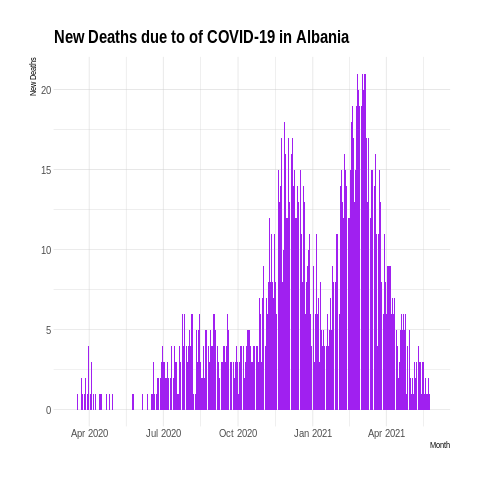 New Deaths due to of COVID-19 in Albania
New Deaths
20
15
10
5
0
Apr 2020 Jul 2020 Oct 2020 Jan 2021 Apr 2021
Month